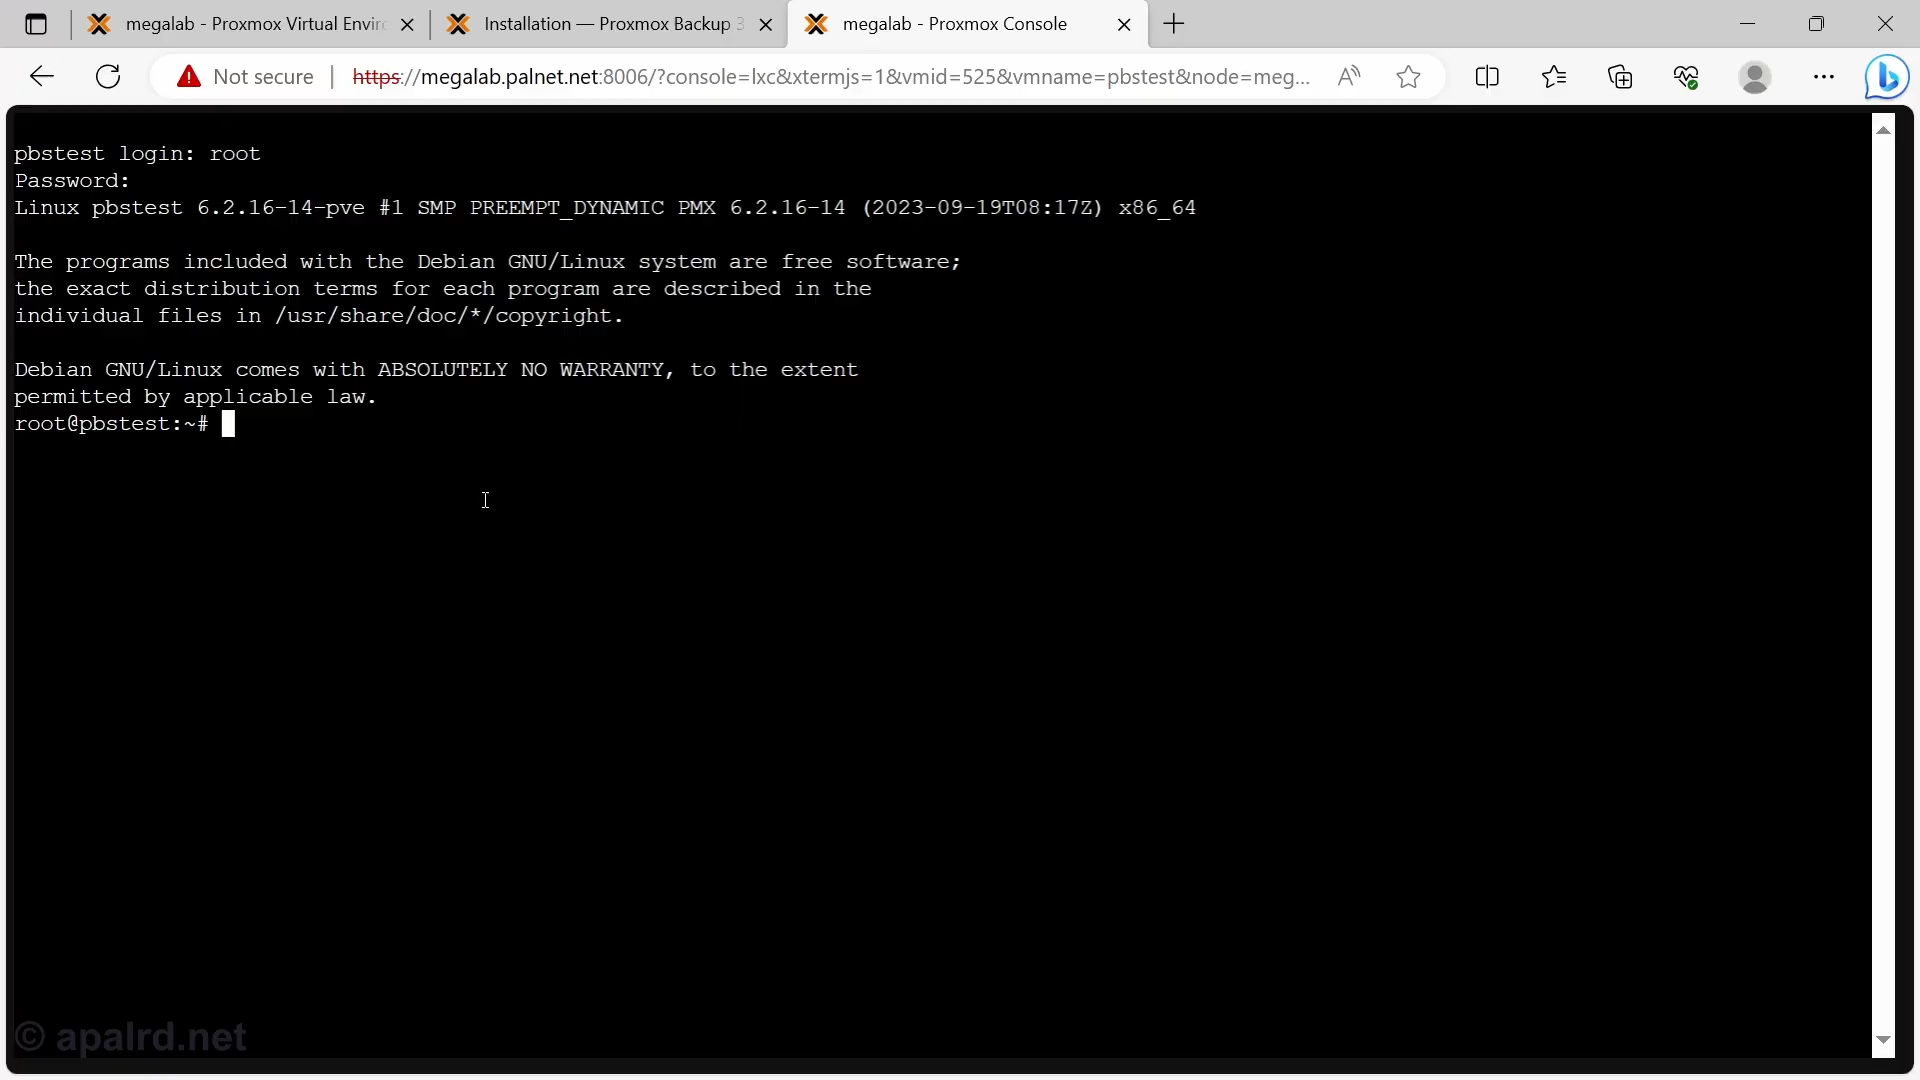 megalab - Proxmox Virtual Enviro
Installation — Proxmox Backup 3
megalab - Proxmox Console
Not secure
https://megalab.palnet.net:8006/?console=lxc&xtermjs=1&vmid=525&vmname=pbstest&node=meg...
pbstest login: root
Password:
Linux pbstest 6.2.16-14-pve #1 SMP PREEMPT_DYNAMIC PMX 6.2.16-14 (2023-09-19T08:17Z) x86_64
The programs included with the Debian GNU/Linux system are free software;
the exact distribution terms for each program are described in the
individual files in /usr/share/doc/*/copyright.
Debian GNU/Linux comes with ABSOLUTELY NO WARRANTY, to the extent
permitted by applicable law.
root@pbstest:~#
© apalrd.net